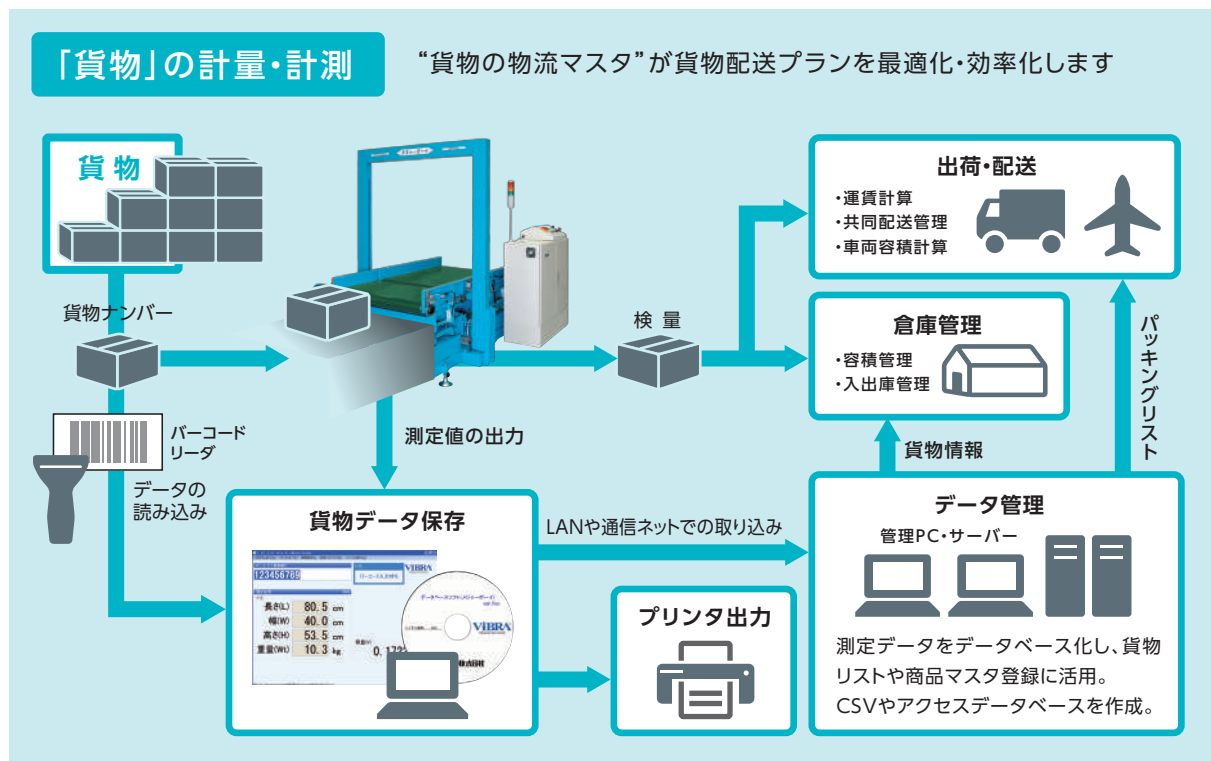 「貨物」の計量・計測
“貨物の物流マスタ”が貨物配送プランを最適化・効率化します
貨物
貨物ナンバー
バーコード
リーダ
データの
読み込み
検量
測定値の出力
出荷・配送
・運賃計算
・共同配送管理
・車両容積計算
倉庫管理
・容積管理
・入出庫管理
貨物情報
パッキングリスト
貨物データ保存
123456789
ViBRA
長さ(L) 80.5 cm
幅(W) 40.0 cm
高さ(H) 53.5 cm
重量(Wt) 10.3 kg
ViBRA
株式会社
LANや通信ネットでの取り込み
プリンタ出力
データ管理
管理PC・サーバー
測定データをデータベース化し、貨物
リストや商品マスタ登録に活用。
CSVやアクセスデータベースを作成。